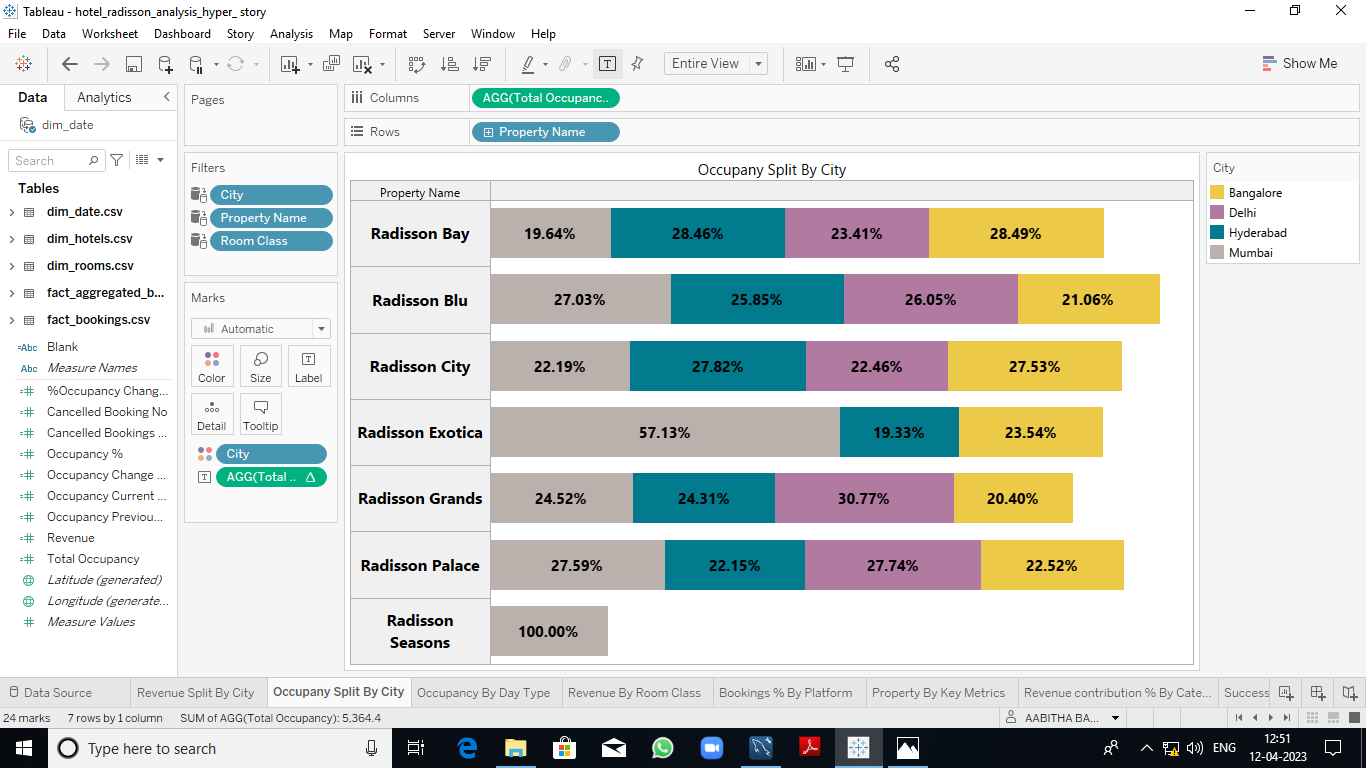 Tableau - hotel_radisson_analysis_hyper_ story
File Data Worksheet Dashboard Story Analysis Map Format Server Window Help
Entire View
Show Me
Data Analytics
dim_date
Search
Tables
dim_date.csv
dim_hotels.csv
dim_rooms.csv
fact_aggregated_b...
fact_bookings.csv
=Abc Blank
Abc Measure Names
%Occupancy Chang...
Cancelled Booking No
Cancelled Bookings ...
Occupancy %
Occupancy Change ...
Occupancy Current ...
Occupancy Previou...
Revenue
Total Occupancy
Latitude (generated)
Longitude (generate...
Measure Values
Pages
Filters
City
Property Name
Room Class
Marks
Automatic
Color Size Label
Detail Tooltip
City
AGG(Total ..
Columns AGG(Total Occupanc..
Rows Property Name
Occupany Split By City
Property Name
Radisson Bay 19.64% 28.46% 23.41% 28.49%
Radisson Blu 27.03% 25.85% 26.05% 21.06%
Radisson City 22.19% 27.82% 22.46% 27.53%
Radisson Exotica 57.13% 19.33% 23.54%
Radisson Grands 24.52% 24.31% 30.77% 20.40%
Radisson Palace 27.59% 22.15% 27.74% 22.52%
Radisson
Seasons
100.00%
City
Bangalore
Delhi
Hyderabad
Mumbai
Data Source Revenue Split By City Occupany Split By City Occupancy By Day Type Revenue By Room Class Bookings % By Platform Property By Key Metrics Revenue contribution % By Cate... Success
24 marks 7 rows by 1 column SUM of AGG(Total Occupancy): 5,364.4 AABITHA BA...
Type here to search
ENG
12:51
12-04-2023